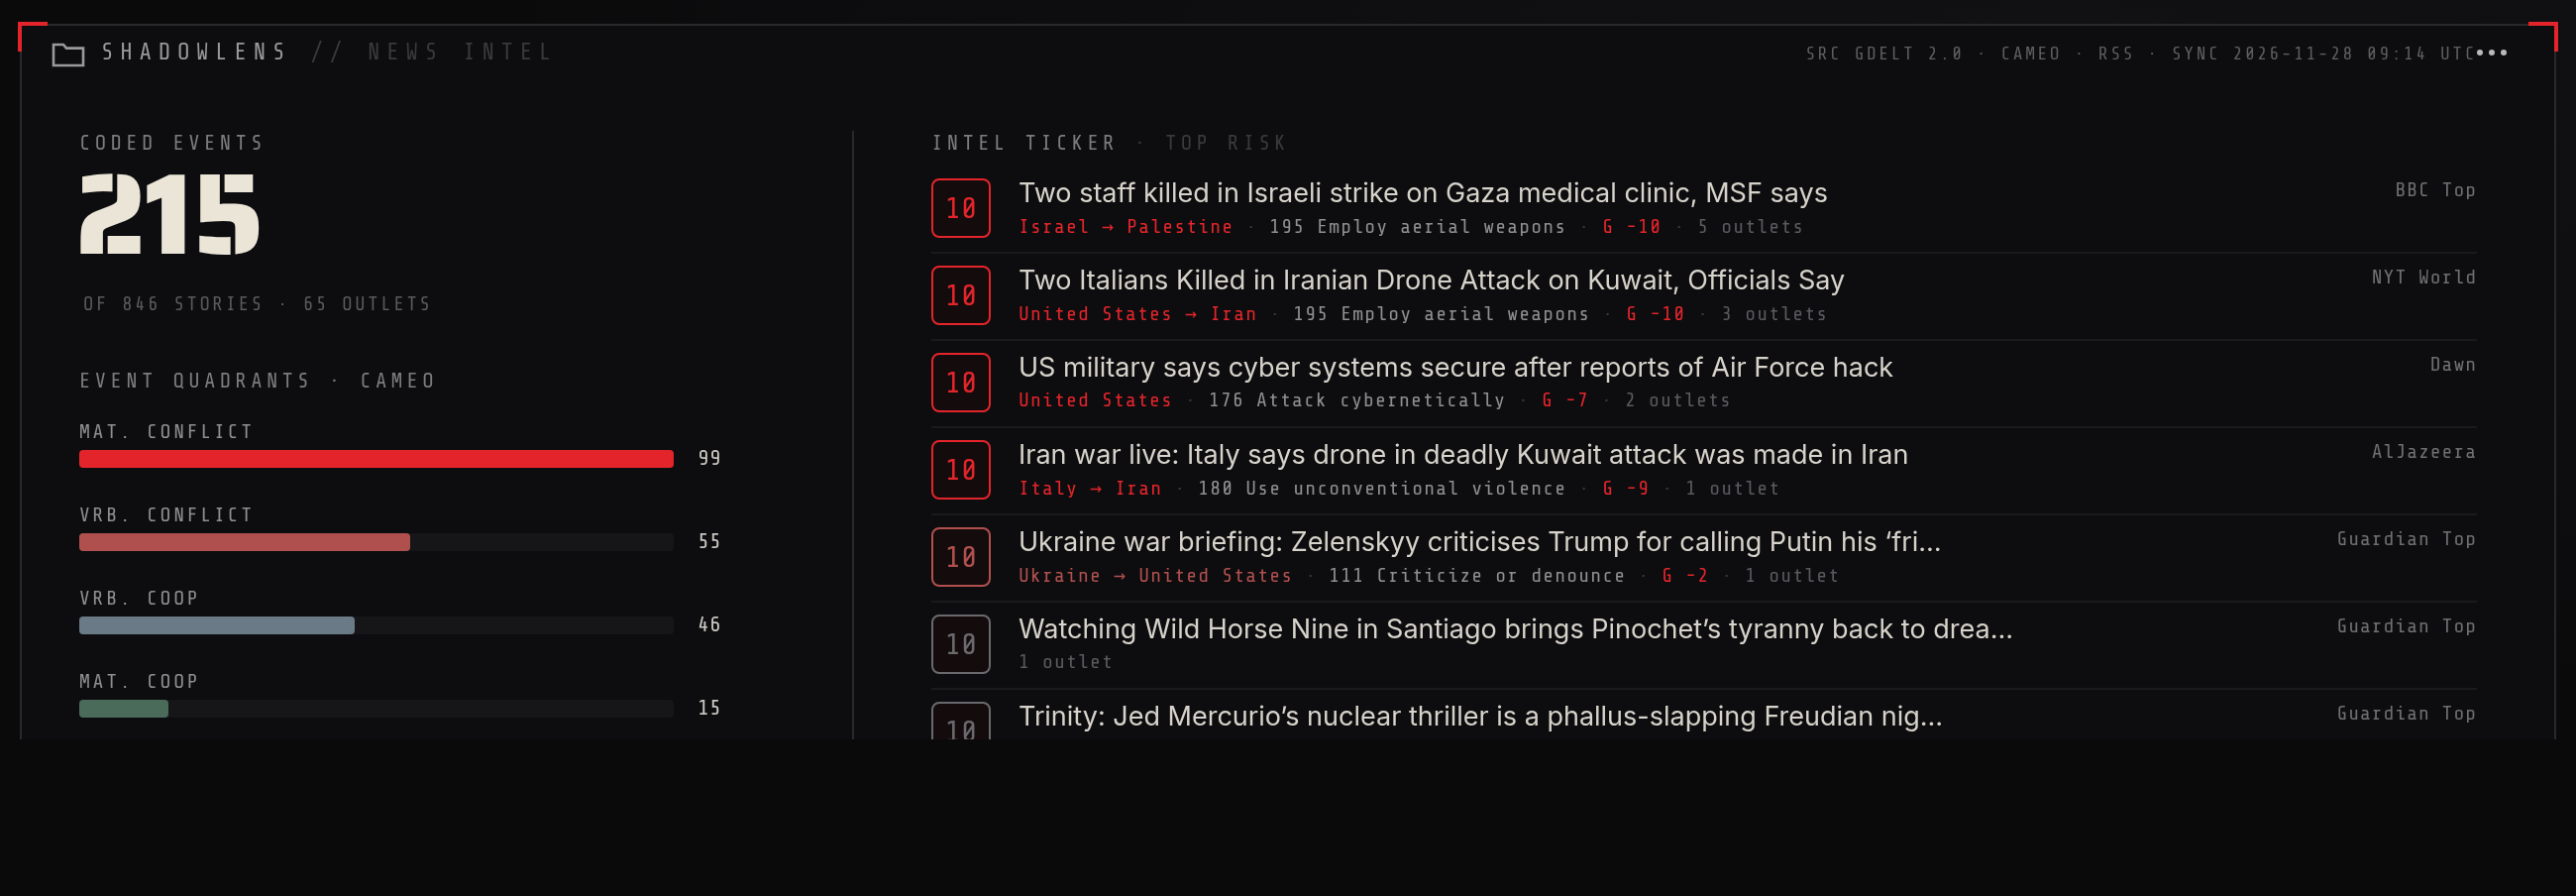 SHADOWLENS // NEWS INTEL
SRC GDELT 2.0 · CAMEO · RSS · SYNC 2026-11-28 09:14 UTC•••
CODED EVENTS
215
OF 846 STORIES · 65 OUTLETS
EVENT QUADRANTS · CAMEO
MAT. CONFLICT
99
VRB. CONFLICT
55
VRB. COOP
46
MAT. COOP
15
INTEL TICKER · TOP RISK
10
Two staff killed in Israeli strike on Gaza medical clinic, MSF says
BBC Top
Israel → Palestine · 195 Employ aerial weapons · G -10 · 5 outlets
10
Two Italians Killed in Iranian Drone Attack on Kuwait, Officials Say
NYT World
United States → Iran · 195 Employ aerial weapons · G -10 · 3 outlets
10
US military says cyber systems secure after reports of Air Force hack
Dawn
United States · 176 Attack cybernetically · G -7 · 2 outlets
10
Iran war live: Italy says drone in deadly Kuwait attack was made in Iran
AlJazeera
Italy → Iran · 180 Use unconventional violence · G -9 · 1 outlet
10
Ukraine war briefing: Zelenskyy criticises Trump for calling Putin his ‘fri…
Guardian Top
Ukraine → United States · 111 Criticize or denounce · G -2 · 1 outlet
10
Watching Wild Horse Nine in Santiago brings Pinochet’s tyranny back to drea…
Guardian Top
1 outlet
10
Trinity: Jed Mercurio’s nuclear thriller is a phallus-slapping Freudian nig…
Guardian Top